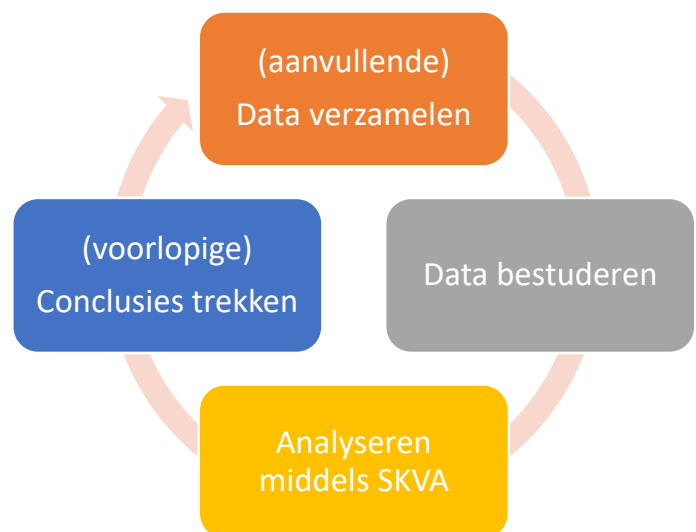 (aanvullende)
Data verzamelen
Data bestuderen
Analyseren
middels SKVA
(voorlopige)
Conclusies trekken